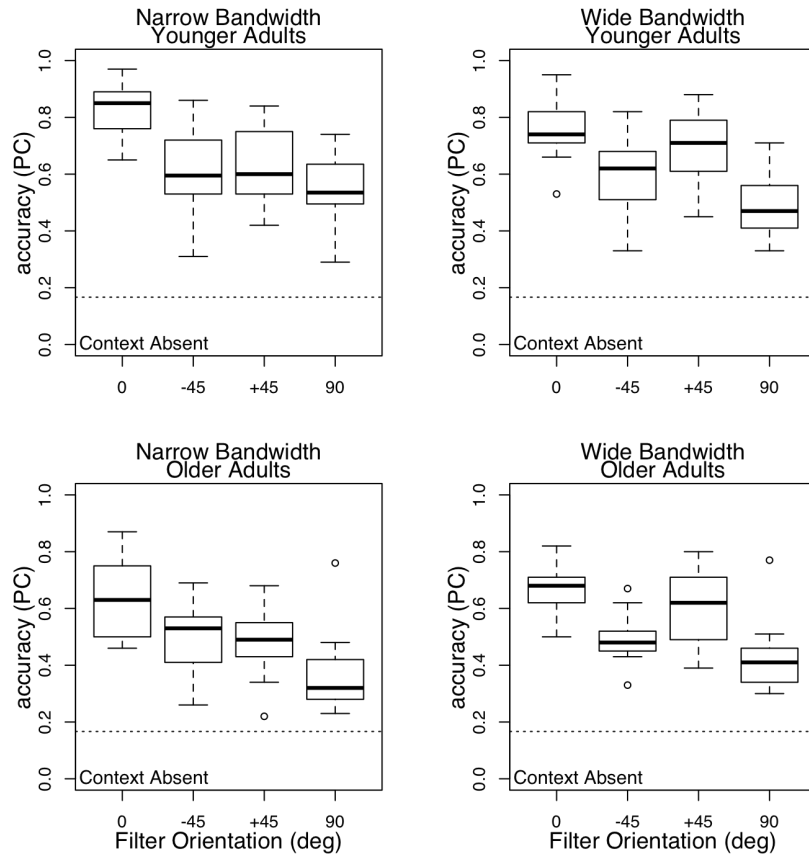 Narrow Bandwidth
Younger Adults
accuracy (PC)
1.0
0.8
0.6
0.4
0.2
0.0
Context Absent
0 -45 +45 90
Wide Bandwidth
Younger Adults
accuracy (PC)
1.0
0.8
0.6
0.4
0.2
0.0
Context Absent
0 -45 +45 90
Narrow Bandwidth
Older Adults
accuracy (PC)
1.0
0.8
0.6
0.4
0.2
0.0
Context Absent
0 -45 +45 90
Filter Orientation (deg)
Wide Bandwidth
Older Adults
accuracy (PC)
1.0
0.8
0.6
0.4
0.2
0.0
Context Absent
0 -45 +45 90
Filter Orientation (deg)